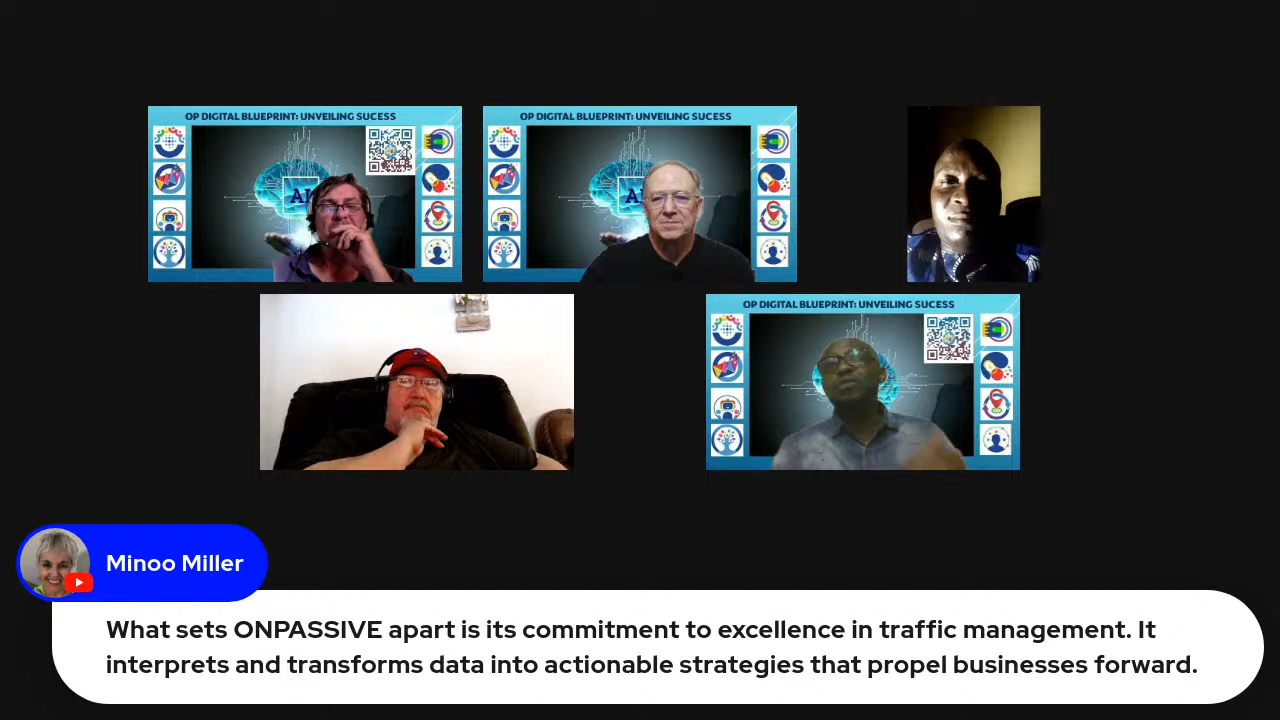 OP DIGITAL BLUEPRINT: UNVEILING SUCESS
OP DIGITAL BLUEPRINT: UNVEILING SUCESS
AI
AI
OP DIGITAL BLUEPRINT: UNVEILING SUCESS
Minoo Miller
What sets ONPASSIVE apart is its commitment to excellence in traffic management. It
interprets and transforms data into actionable strategies that propel businesses forward.